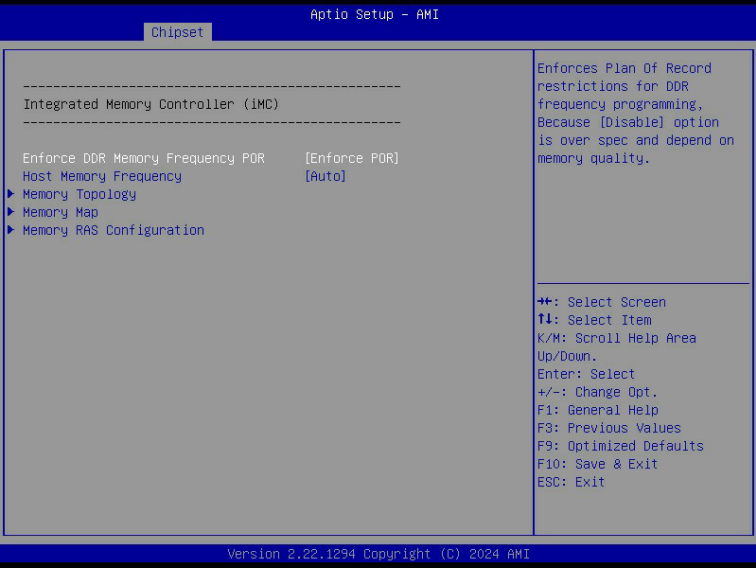 Aptio Setup – AMI
Chipset
--------------------------------------------------
Integrated Memory Controller (iMC)
--------------------------------------------------
Enforce DDR Memory Frequency POR [Enforce POR]
Host Memory Frequency [Auto]
▶ Memory Topology
▶ Memory Map
▶ Memory RAS Configuration
Enforces Plan Of Record
restrictions for DDR
frequency programming,
Because [Disable] option
is over spec and depend on
memory quality.
→←: Select Screen
↑↓: Select Item
K/M: Scroll Help Area
Up/Down.
Enter: Select
+/-: Change Opt.
F1: General Help
F3: Previous Values
F9: Optimized Defaults
F10: Save & Exit
ESC: Exit
Version 2.22.1294 Copyright (C) 2024 AMI